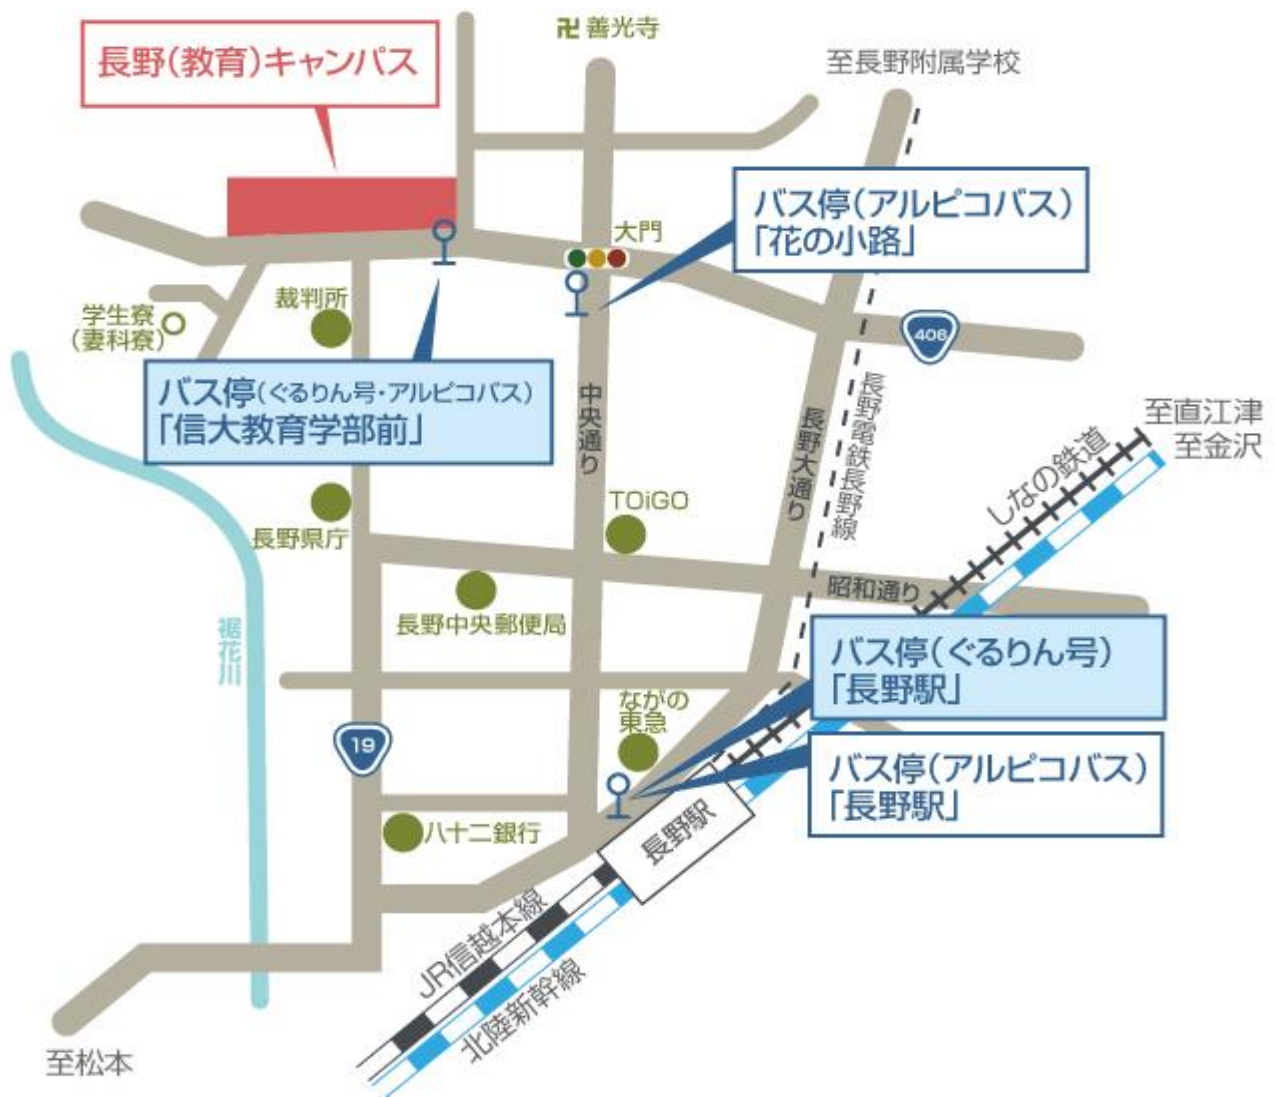 卍 善光寺
長野(教育)キャンパス
至長野附属学校
バス停(アルピコバス)
「花の小路」
大門
裁判所
学生寮
(妻科寮)
406
バス停(ぐるりん号・アルピコバス)
「信大教育学部前」
中央通り
長野大通り
長野電鉄長野線
至直江津
至金沢
しなの鉄道
TOiGO
長野県庁
昭和通り
長野中央郵便局
裾花川
バス停(ぐるりん号)
「長野駅」
ながの
東急
19
バス停(アルピコバス)
「長野駅」
長野駅
八十二銀行
JR信越本線
北陸新幹線
至松本